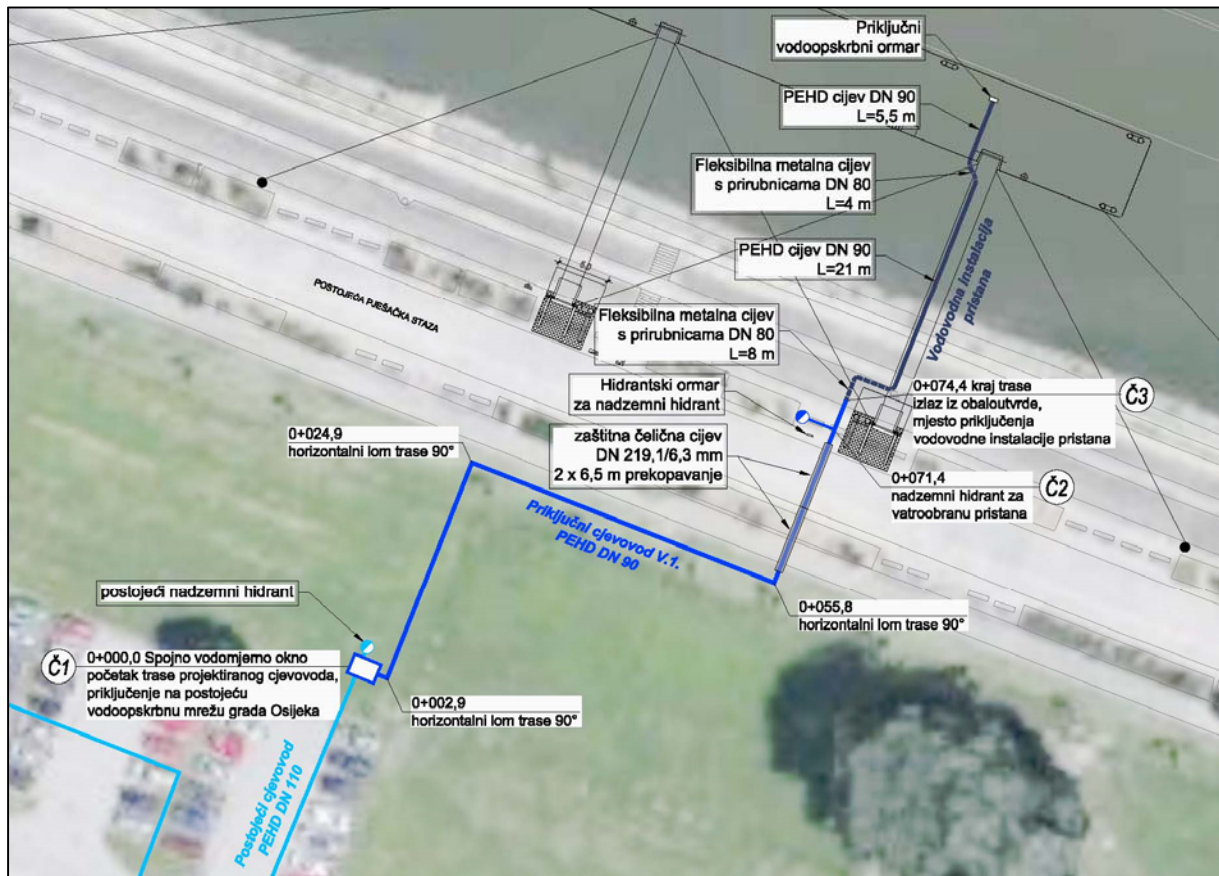 Priključni
vodoopskrbni ormar
PEHD cijev DN 90
L=5,5 m
Fleksibilna metalna cijev
s prirubnicama DN 80
L=4 m
PEHD cijev DN 90
L=21 m
Vodovodna instalacija
pristana
6,0
POSTOJEĆA PJEŠAČKA STAZA
Fleksibilna metalna cijev
s prirubnicama DN 80
L=8 m
Hidrantski ormar
za nadzemni hidrant
0+074,4 kraj trase
izlaz iz obaloutvrde,
mjesto priključenja
vodovodne instalacije pristana
Č3
0+024,9
horizontalni lom trase 90°
zaštitna čelična cijev
DN 219,1/6,3 mm
2 x 6,5 m prekopavanje
0+071,4
nadzemni hidrant za
vatroobranu pristana
Č2
Priključni cjevovod V.1.
PEHD DN 90
postojeći nadzemni hidrant
0+055,8
horizontalni lom trase 90°
Č1
0+000,0 Spojno vodomjerno okno
početak trase projektiranog cjevovoda,
priključenje na postojeću
vodoopskrbnu mrežu grada Osijeka
0+002,9
horizontalni lom trase 90°
Postojeći cjevovod
PEHD DN 110